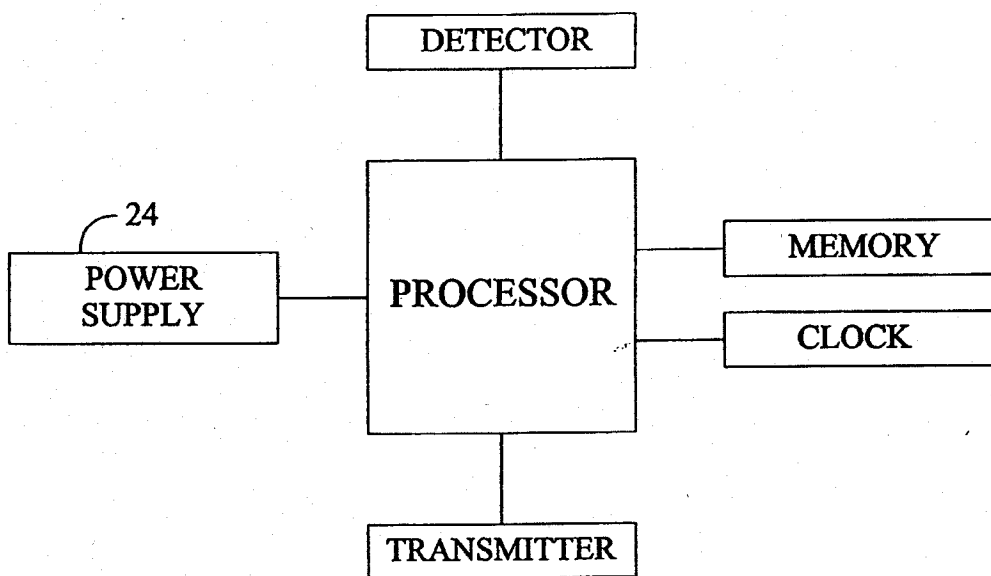 DETECTOR
24
POWER
SUPPLY
PROCESSOR
MEMORY
CLOCK
TRANSMITTER